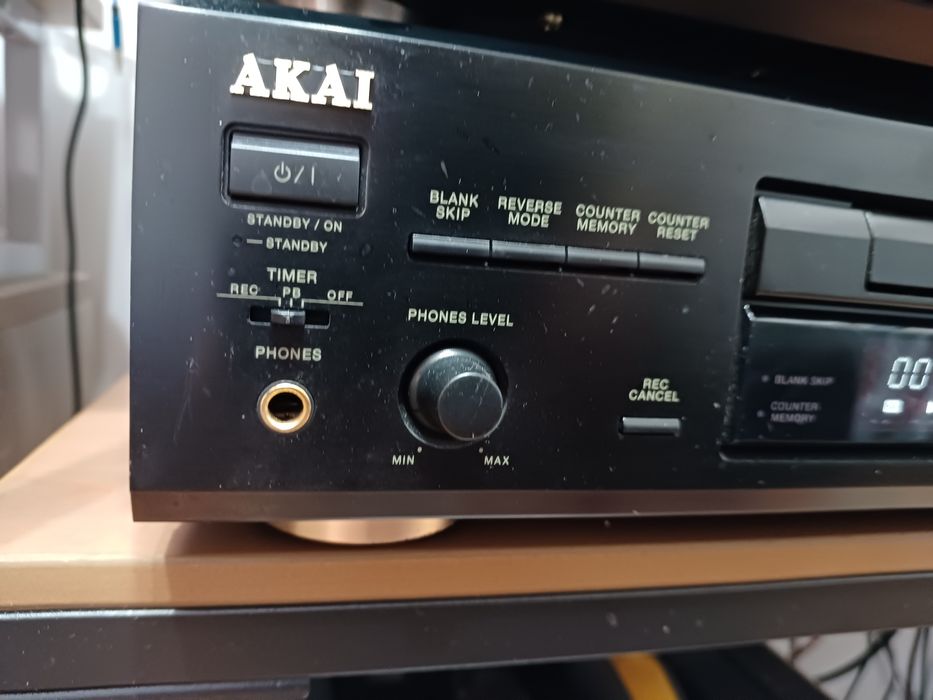 AKAI
⏻/I
STANDBY / ON
STANDBY
TIMER
REC PB OFF
PHONES
BLANK
SKIP
REVERSE
MODE
COUNTER
MEMORY
COUNTER
RESET
PHONES LEVEL
MIN MAX
REC
CANCEL
BLANK SKIP
COUNTER
MEMORY
00